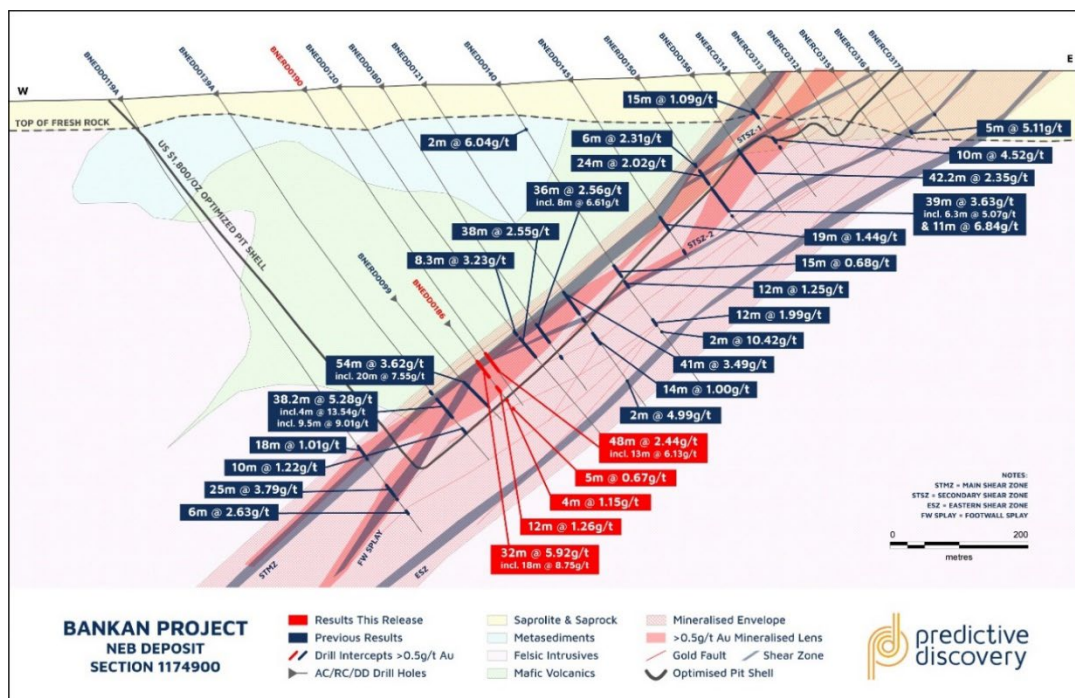 BNEDD0119A
BNEDD0139A
BNERD0190
BNEDD0120
BNEDD0180
BNEDD0121
BNEDD0140
BNEDD0145
BNERD0150
BNEDD0156
BNERC0314
BNERC0313
BNERC0312
BNERC0315
BNERC0316
BNERC0317
W
E
TOP OF FRESH ROCK
US $1,800/OZ OPTIMIZED PIT SHELL
15m @ 1.09g/t
2m @ 6.04g/t
6m @ 2.31g/t
24m @ 2.02g/t
36m @ 2.56g/t
incl. 8m @ 6.61g/t
38m @ 2.55g/t
8.3m @ 3.23g/t
STSZ-1
STSZ-2
5m @ 5.11g/t
10m @ 4.52g/t
42.2m @ 2.35g/t
39m @ 3.63g/t
incl. 6.3m @ 5.07g/t
& 11m @ 6.84g/t
19m @ 1.44g/t
15m @ 0.68g/t
12m @ 1.25g/t
12m @ 1.99g/t
2m @ 10.42g/t
41m @ 3.49g/t
14m @ 1.00g/t
2m @ 4.99g/t
BNERD0099
BNEDD0186
54m @ 3.62g/t
incl. 20m @ 7.55g/t
38.2m @ 5.28g/t
incl.4m @ 13.54g/t
incl. 9.5m @ 9.01g/t
18m @ 1.01g/t
10m @ 1.22g/t
25m @ 3.79g/t
6m @ 2.63g/t
48m @ 2.44g/t
incl. 13m @ 6.13g/t
5m @ 0.67g/t
4m @ 1.15g/t
12m @ 1.26g/t
32m @ 5.92g/t
incl. 18m @ 8.75g/t
STMZ
FW SPLAY
ESZ
NOTES:
STMZ = MAIN SHEAR ZONE
STSZ = SECONDARY SHEAR ZONE
ESZ = EASTERN SHEAR ZONE
FW SPLAY = FOOTWALL SPLAY
0 200
metres
BANKAN PROJECT
NEB DEPOSIT
SECTION 1174900
Results This Release
Previous Results
Drill Intercepts >0.5g/t Au
AC/RC/DD Drill Holes
Saprolite & Saprock
Metasediments
Felsic Intrusives
Mafic Volcanics
Mineralised Envelope
>0.5g/t Au Mineralised Lens
Gold Fault
Shear Zone
Optimised Pit Shell
predictive
discovery